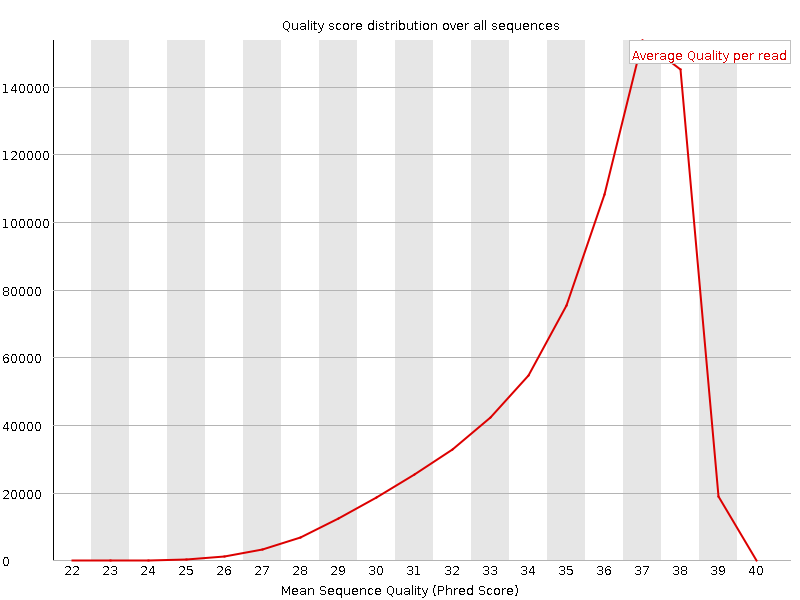 Quality score distribution over all sequences
Average Quality per read
140000
120000
100000
80000
60000
40000
20000
0
22 23 24 25 26 27 28 29 30 31 32 33 34 35 36 37 38 39 40
Mean Sequence Quality (Phred Score)